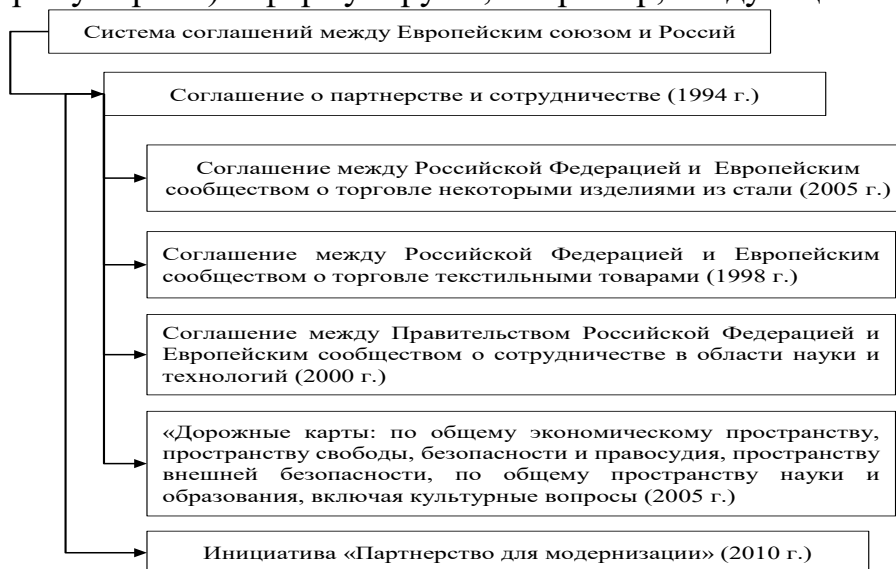 Система соглашений между Европейским союзом и Россий
Соглашение о партнерстве и сотрудничестве (1994 г.)
Соглашение между Российской Федерацией и Европейским
сообществом о торговле некоторыми изделиями из стали (2005 г.)
Соглашение между Российской Федерацией и Европейским
сообществом о торговле текстильными товарами (1998 г.)
Соглашение между Правительством Российской Федерацией и
Европейским сообществом о сотрудничестве в области науки и
технологий (2000 г.)
«Дорожные карты: по общему экономическому пространству,
пространству свободы, безопасности и правосудия, пространству
внешней безопасности, по общему пространству науки и
образования, включая культурные вопросы (2005 г.)
Инициатива «Партнерство для модернизации» (2010 г.)